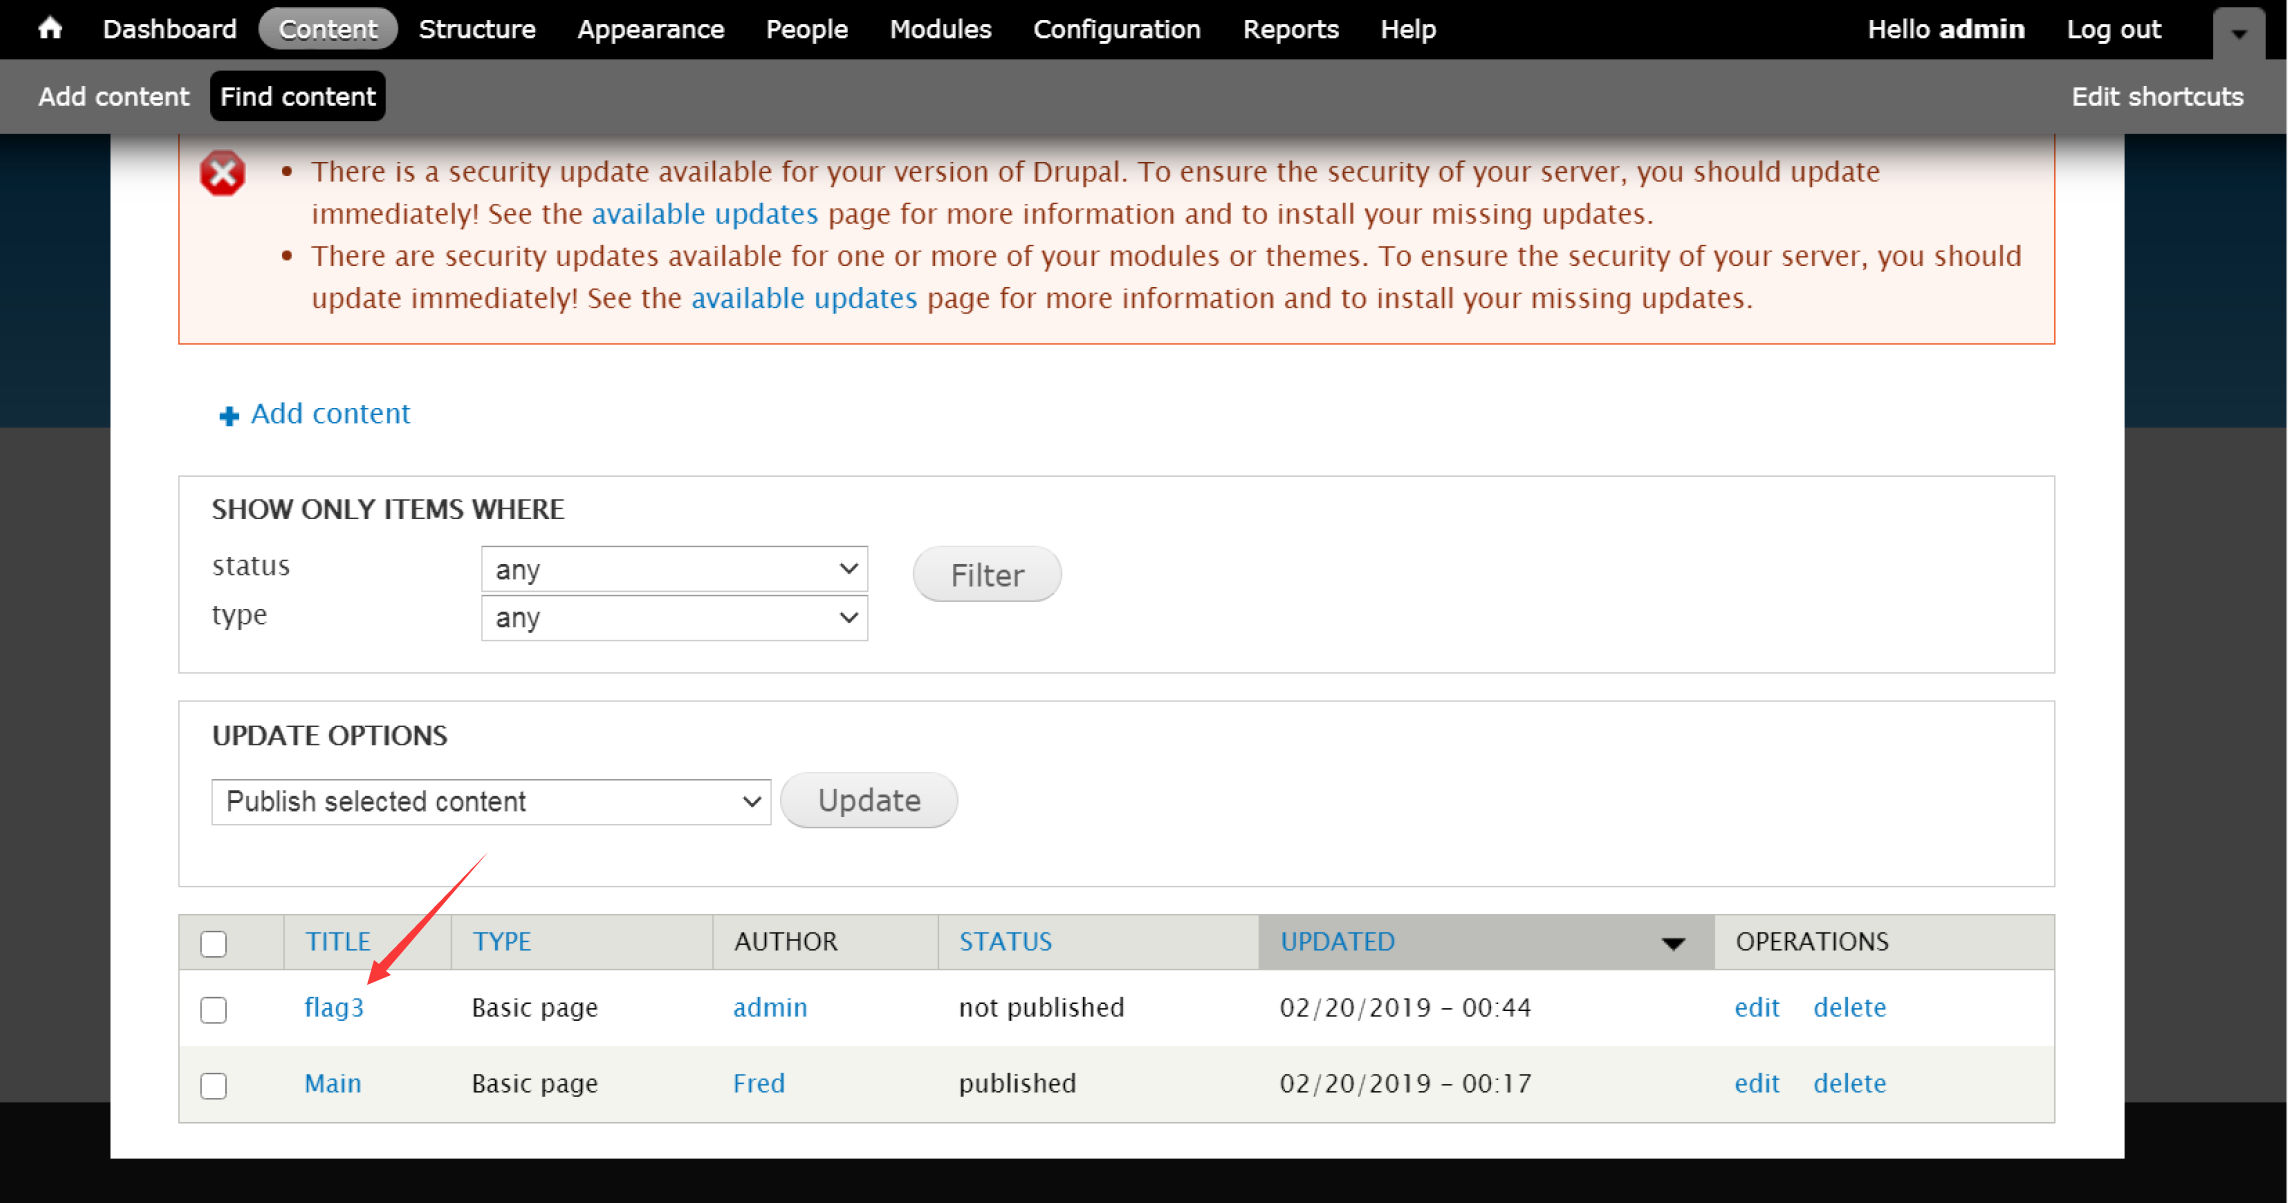 Dashboard Content Structure Appearance People Modules Configuration Reports Help Hello admin Log out
Add content Find content Edit shortcuts
• There is a security update available for your version of Drupal. To ensure the security of your server, you should update
immediately! See the available updates page for more information and to install your missing updates.
• There are security updates available for one or more of your modules or themes. To ensure the security of your server, you should
update immediately! See the available updates page for more information and to install your missing updates.
Add content
SHOW ONLY ITEMS WHERE
status any Filter
type any
UPDATE OPTIONS
Publish selected content Update
TITLE TYPE AUTHOR STATUS UPDATED OPERATIONS
flag3 Basic page admin not published 02/20/2019 - 00:44 edit delete
Main Basic page Fred published 02/20/2019 - 00:17 edit delete